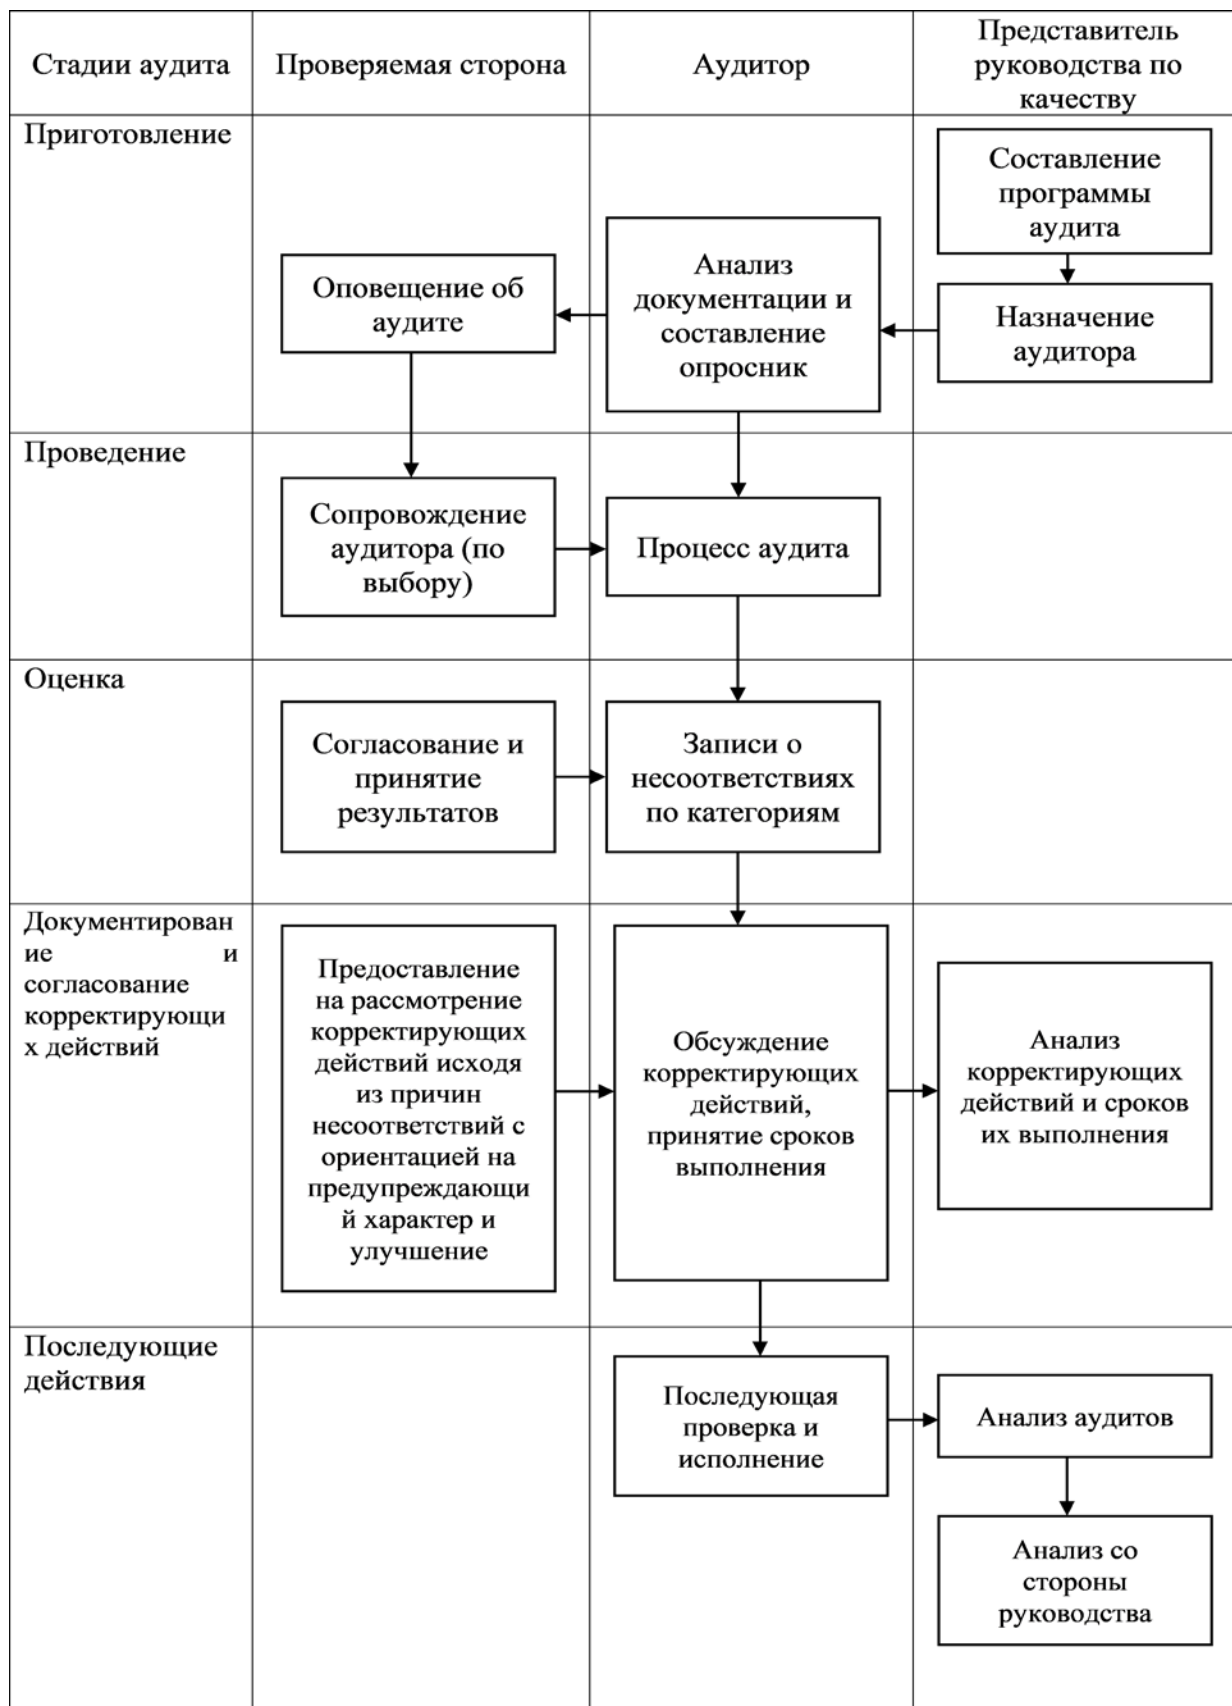 Стадии аудита
Проверяемая сторона
Аудитор
Представитель
руководства по
качеству
Приготовление
Составление
программы
аудита
Анализ
документации и
составление
опросник
Оповещение об
аудите
Назначение
аудитора
Проведение
Сопровождение
аудитора (по
выбору)
Процесс аудита
Оценка
Согласование и
принятие
результатов
Записи о
несоответствиях
по категориям
Документирован
ие и
согласование
корректирующи
х действий
Предоставление
на рассмотрение
корректирующих
действий исходя
из причин
несоответствий с
ориентацией на
предупреждающи
й характер и
улучшение
Обсуждение
корректирующих
действий,
принятие сроков
выполнения
Анализ
корректирующих
действий и сроков
их выполнения
Последующие
действия
Последующая
проверка и
исполнение
Анализ аудитов
Анализ со
стороны
руководства